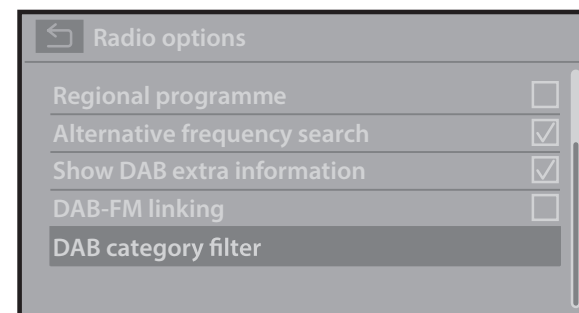 Radio options
Regional programme
Alternative frequency search
Show DAB extra information
DAB-FM linking
DAB category filter